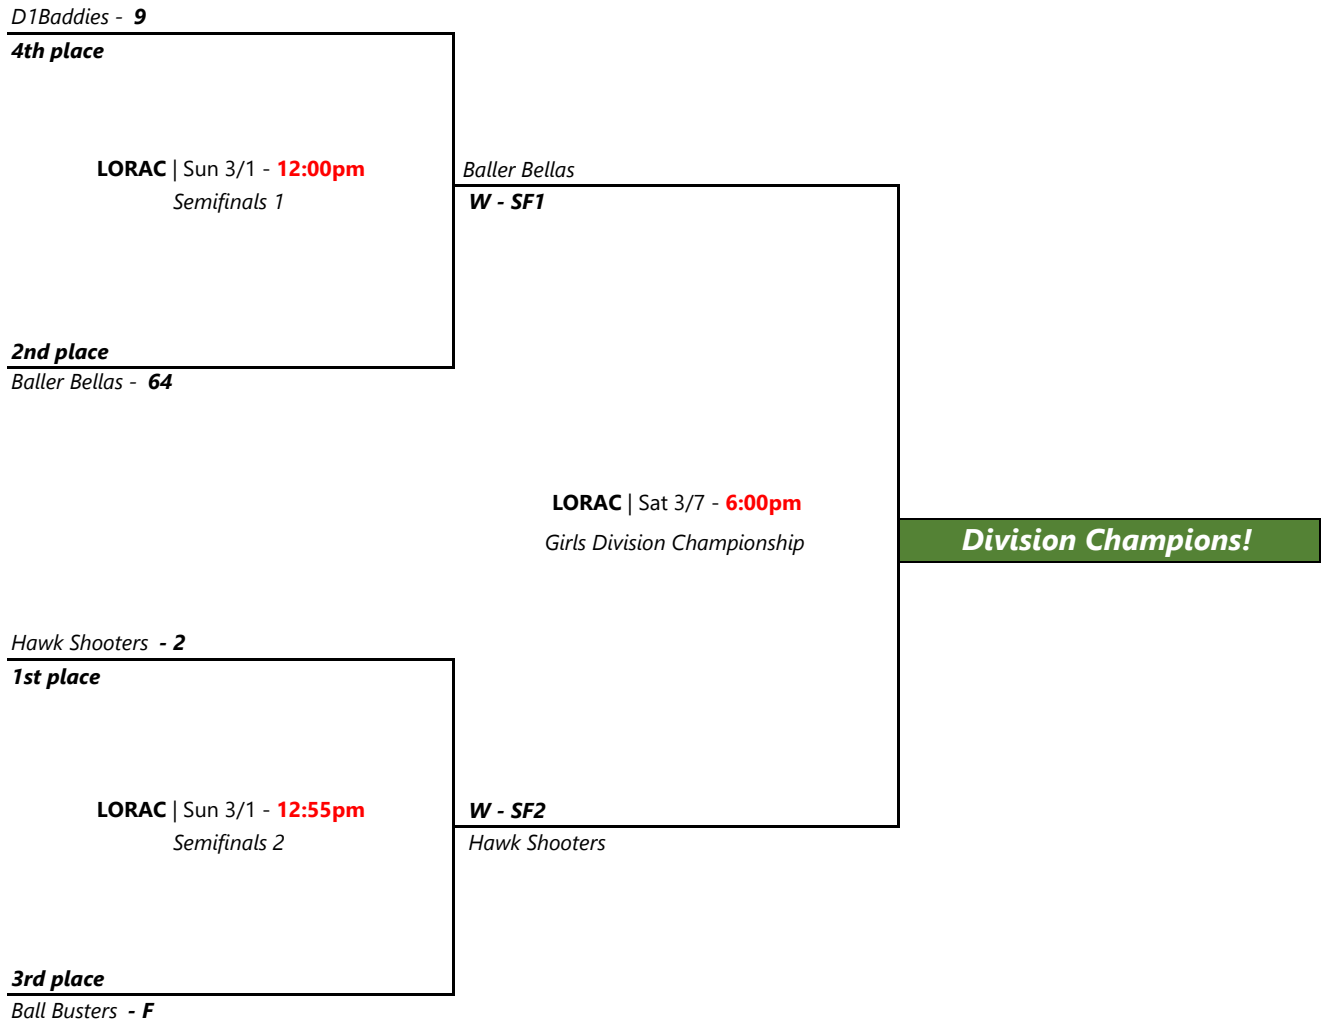 D1Baddies - 9
4th place
LORAC | Sun 3/1 - 12:00pm
Semifinals 1
Baller Bellas
W - SF1
2nd place
Baller Bellas - 64
LORAC | Sat 3/7 - 6:00pm
Girls Division Championship
Division Champions!
Hawk Shooters - 2
1st place
LORAC | Sun 3/1 - 12:55pm
Semifinals 2
W - SF2
Hawk Shooters
3rd place
Ball Busters - F